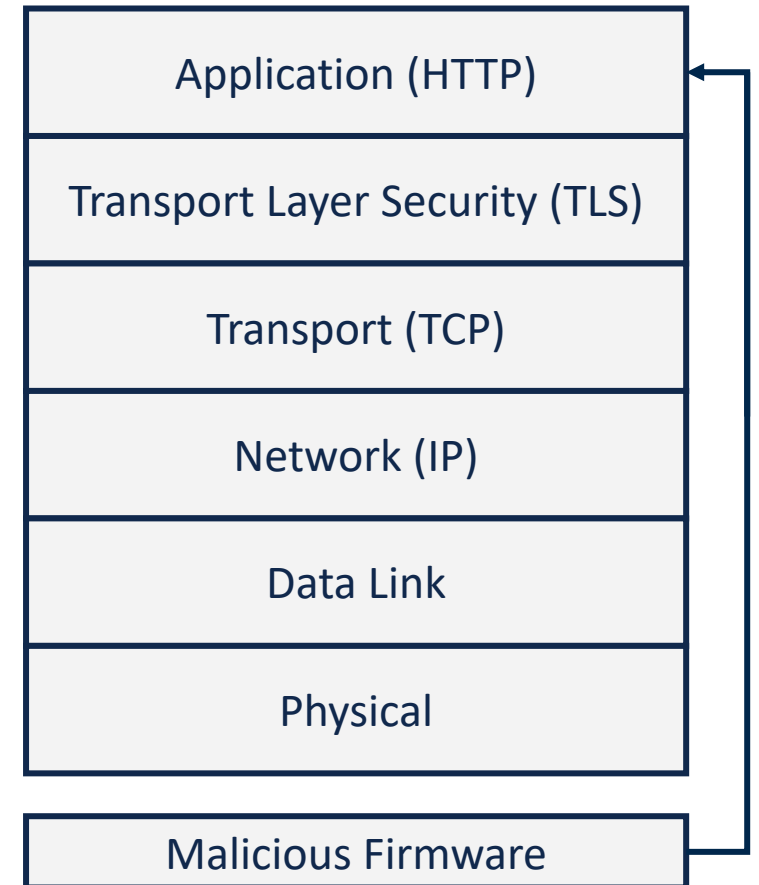 Application (HTTP)
Transport Layer Security (TLS)
Transport (TCP)
Network (IP)
Data Link
Physical
Malicious Firmware